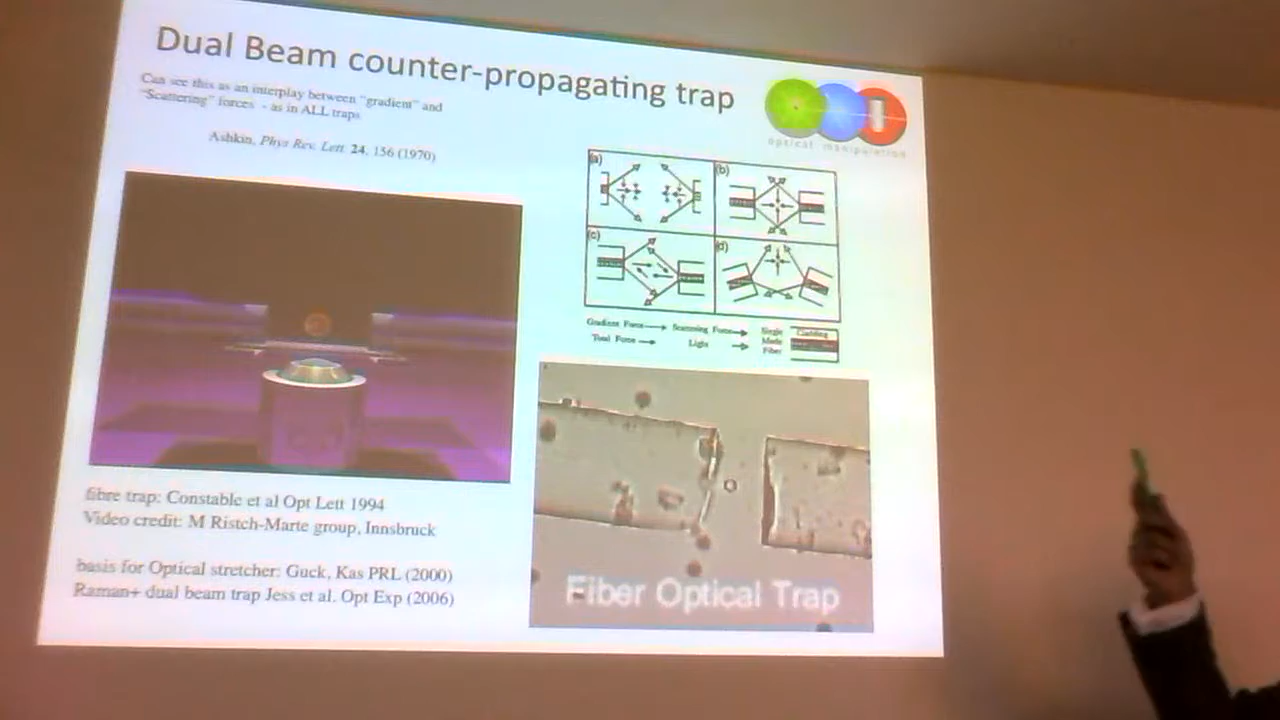 Dual Beam counter-propagating trap
Can see this as an interplay between "gradient" and
"Scattering" forces - as in ALL traps
Ashkin, Phys Rev. Lett. 24, 156 (1970)
optical manipulation
(a)
(b)
(c)
(d)
Gradient Force
Scattering Force
Single Mode Fiber
Cladding
Total Force
Light
fibre trap: Constable et al Opt Lett 1994
Video credit: M Ristch-Marte group, Innsbruck
basis for Optical stretcher: Guck, Kas PRL (2000)
Raman+ dual beam trap Jess et al. Opt Exp (2006)
Fiber Optical Trap